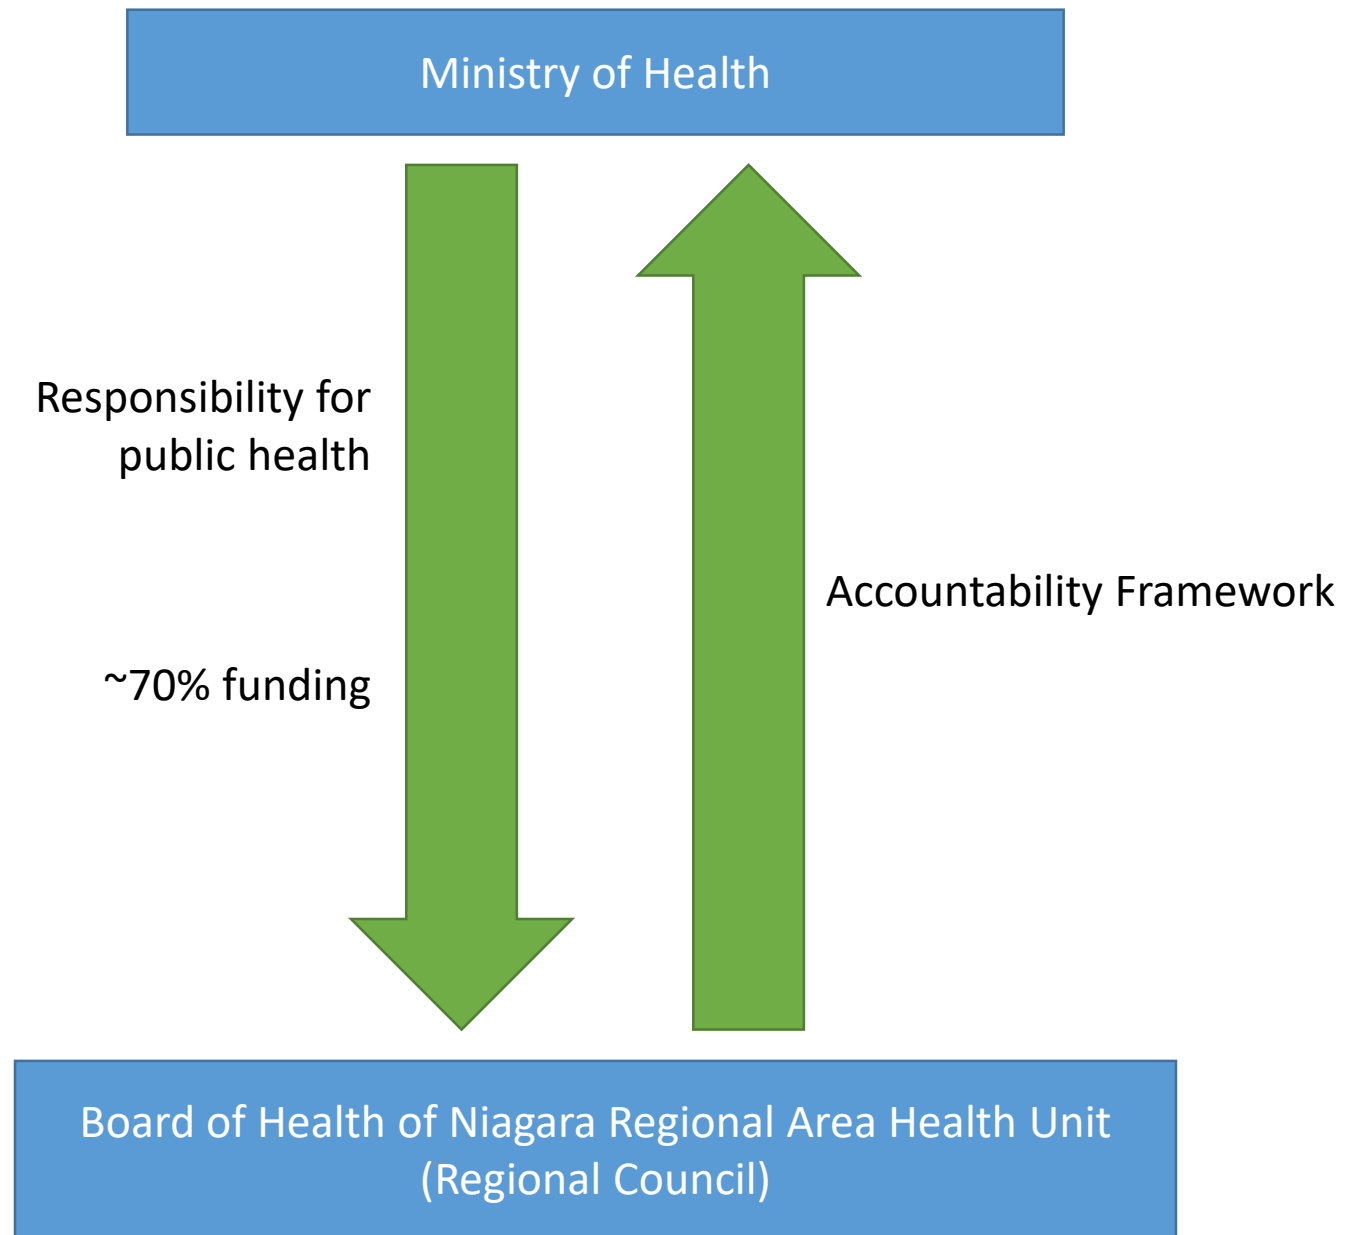 Ministry of Health
Responsibility for
public health
~70% funding
Accountability Framework
Board of Health of Niagara Regional Area Health Unit
(Regional Council)